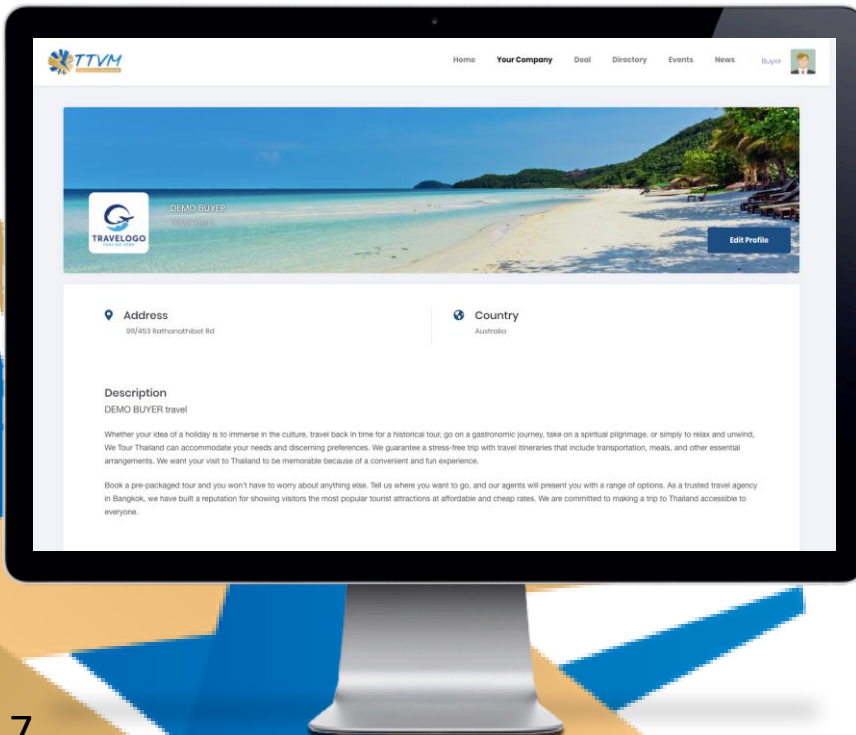 TTVM
Home Your Company Deal Directory Events News Buyer
DEMO BUYER
TRAVELOGO
Edit Profile
Address
99/453 Rattanathibet Rd
Country
Australia
Description
DEMO BUYER travel
Whether your idea of a holiday is to immerse in the culture, travel back in time for a historical tour, go on a gastronomic journey, take on a spiritual pilgrimage, or simply to relax and unwind,
We Tour Thailand can accommodate your needs and discerning preferences. We guarantee a stress-free trip with travel itineraries that include transportation, meals, and other essential
arrangements. We want your visit to Thailand to be memorable because of a convenient and fun experience.
Book a pre-packaged tour and you won't have to worry about anything else. Tell us where you want to go, and our agents will present you with a range of options. As a trusted travel agency
in Bangkok, we have built a reputation for showing visitors the most popular tourist attractions at affordable and cheap rates. We are committed to making a trip to Thailand accessible to
everyone.
7